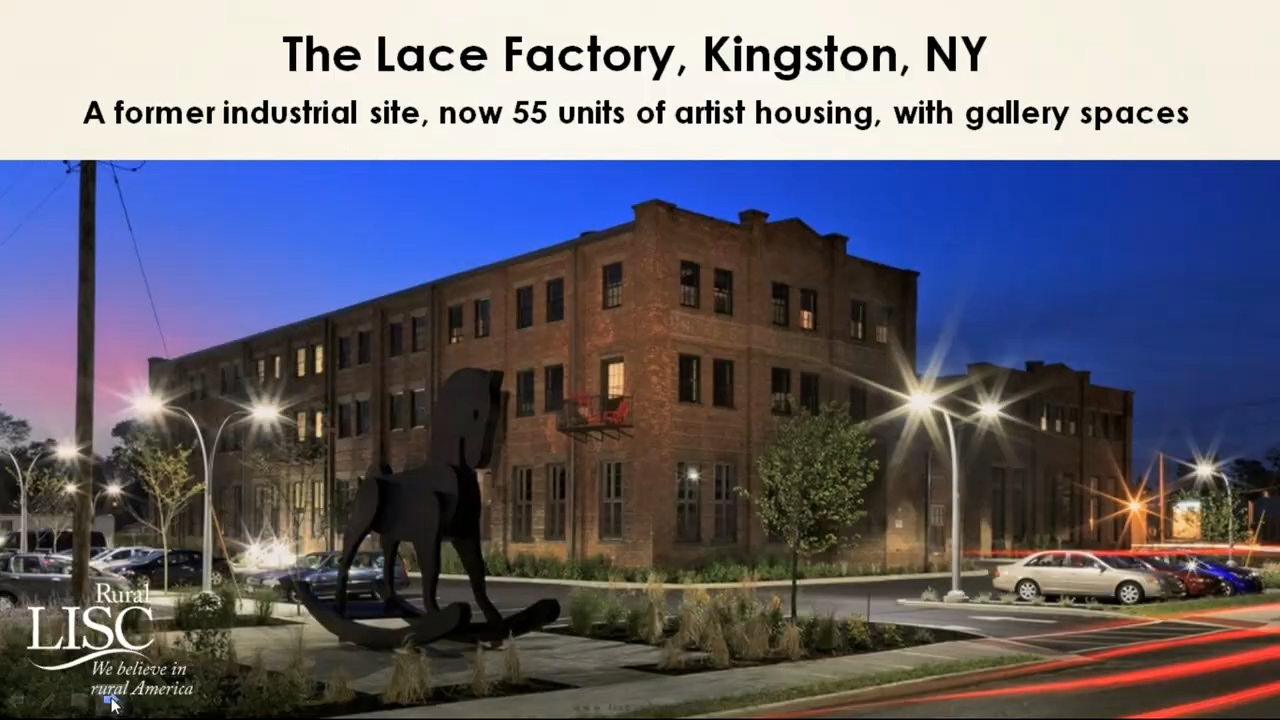 The Lace Factory, Kingston, NY
A former industrial site, now 55 units of artist housing, with gallery spaces
Rural
LISC
We believe in
rural America